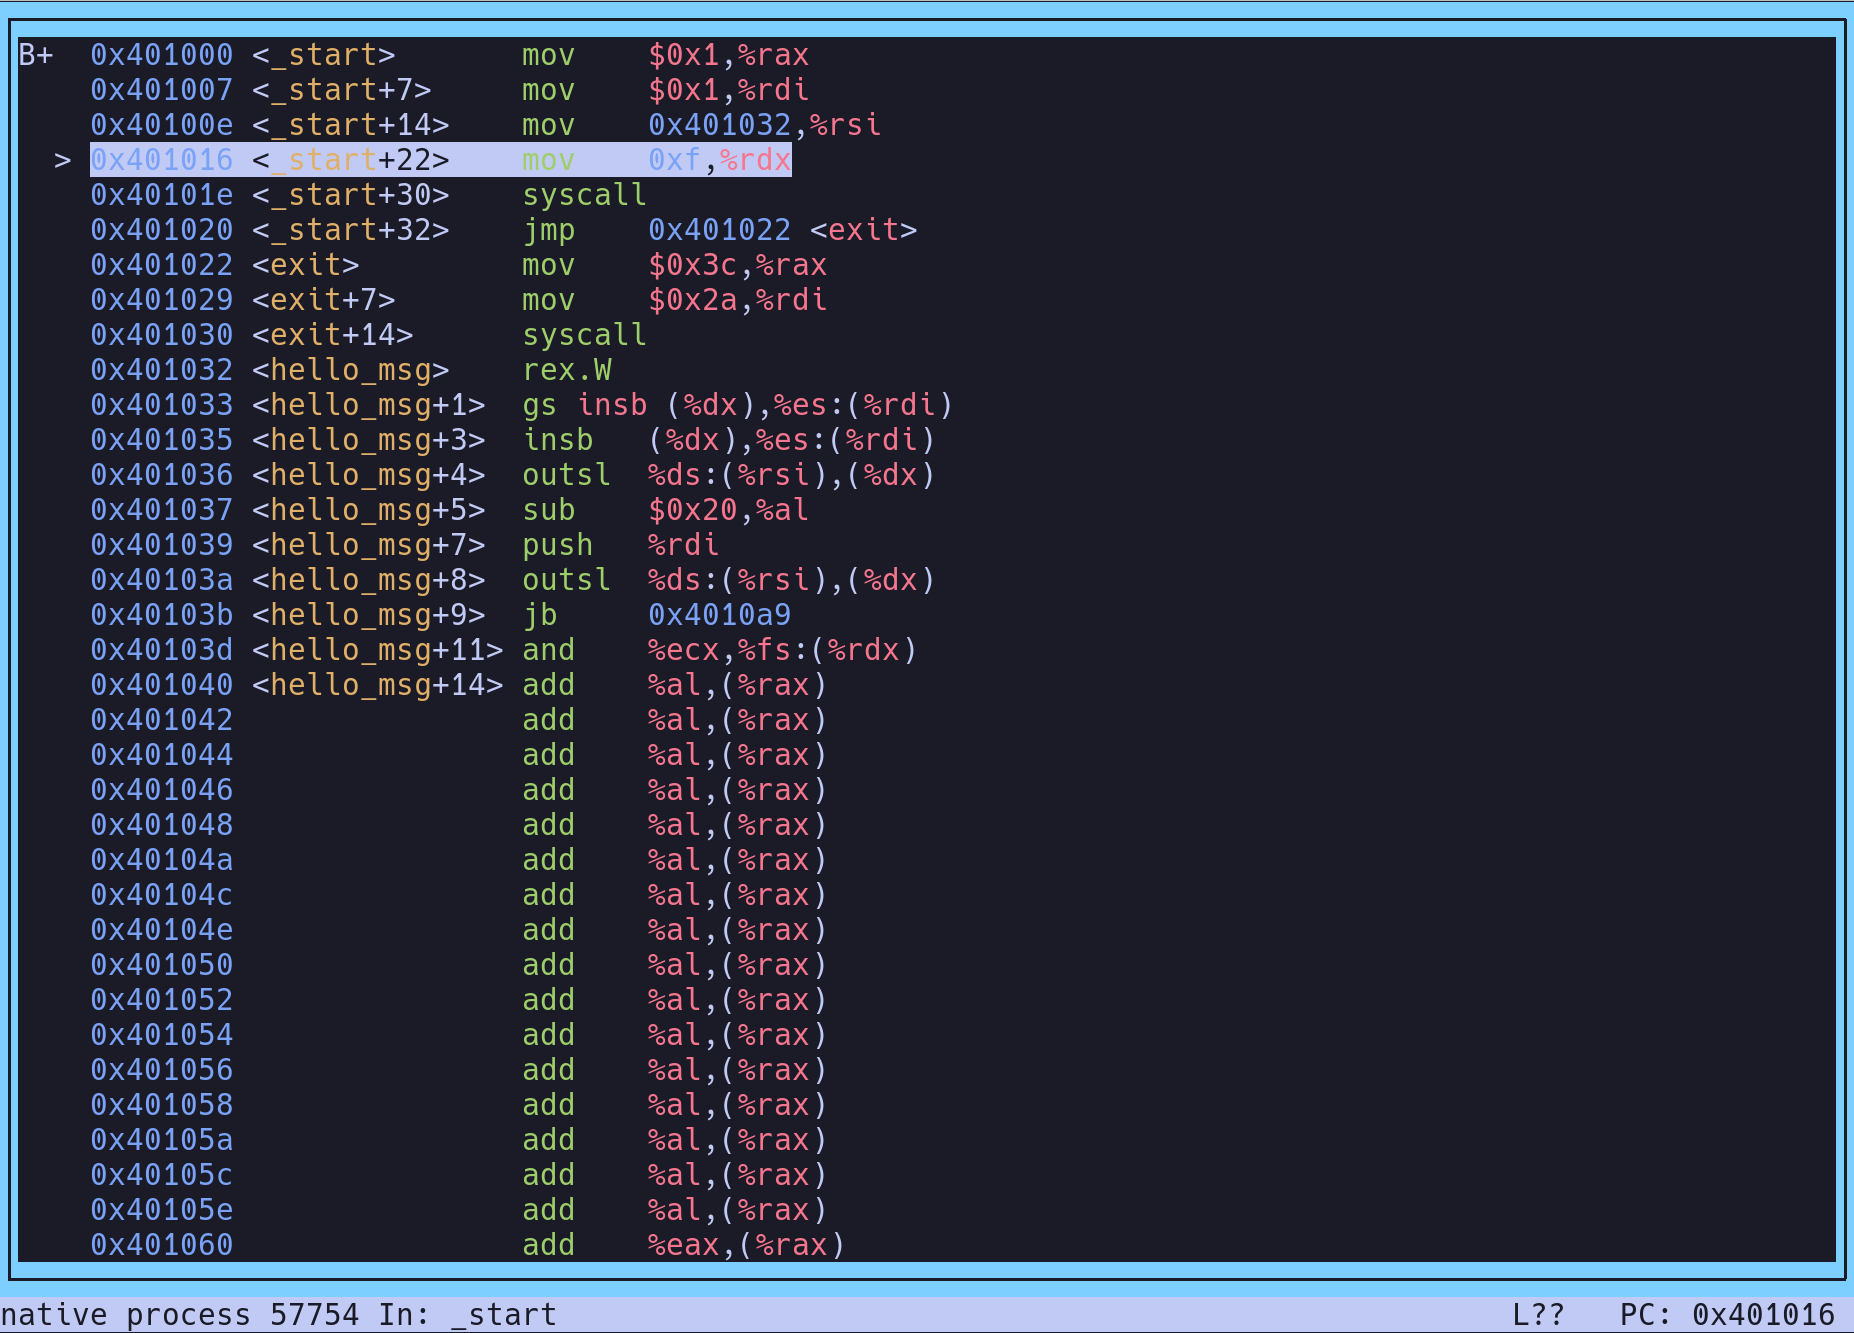 B+  0x401000 <_start>       mov    $0x1,%rax
    0x401007 <_start+7>     mov    $0x1,%rdi
    0x40100e <_start+14>    mov    0x401032,%rsi
  > 0x401016 <_start+22>    mov    0xf,%rdx
    0x40101e <_start+30>    syscall
    0x401020 <_start+32>    jmp    0x401022 <exit>
    0x401022 <exit>         mov    $0x3c,%rax
    0x401029 <exit+7>       mov    $0x2a,%rdi
    0x401030 <exit+14>      syscall
    0x401032 <hello_msg>    rex.W
    0x401033 <hello_msg+1>  gs insb (%dx),%es:(%rdi)
    0x401035 <hello_msg+3>  insb   (%dx),%es:(%rdi)
    0x401036 <hello_msg+4>  outsl  %ds:(%rsi),(%dx)
    0x401037 <hello_msg+5>  sub    $0x20,%al
    0x401039 <hello_msg+7>  push   %rdi
    0x40103a <hello_msg+8>  outsl  %ds:(%rsi),(%dx)
    0x40103b <hello_msg+9>  jb     0x4010a9
    0x40103d <hello_msg+11> and    %ecx,%fs:(%rdx)
    0x401040 <hello_msg+14> add    %al,(%rax)
    0x401042                add    %al,(%rax)
    0x401044                add    %al,(%rax)
    0x401046                add    %al,(%rax)
    0x401048                add    %al,(%rax)
    0x40104a                add    %al,(%rax)
    0x40104c                add    %al,(%rax)
    0x40104e                add    %al,(%rax)
    0x401050                add    %al,(%rax)
    0x401052                add    %al,(%rax)
    0x401054                add    %al,(%rax)
    0x401056                add    %al,(%rax)
    0x401058                add    %al,(%rax)
    0x40105a                add    %al,(%rax)
    0x40105c                add    %al,(%rax)
    0x40105e                add    %al,(%rax)
    0x401060                add    %eax,(%rax)
native process 57754 In: _start    L??   PC: 0x401016